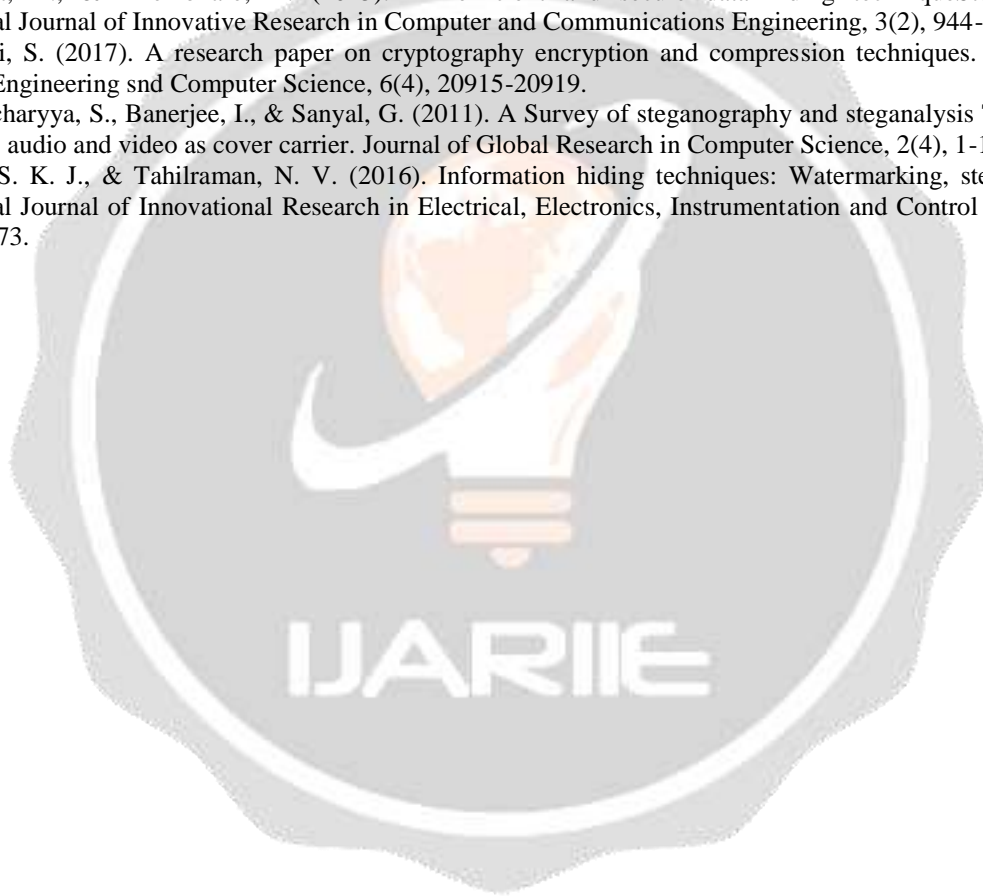 al Journal of Innovative Research in Computer and Communications Engineering, 3(2), 944-
i, S. (2017). A research paper on cryptography encryption and compression techniques.
Engineering snd Computer Science, 6(4), 20915-20919.
charyya, S., Banerjee, I., & Sanyal, G. (2011). A Survey of steganography and steganalysis
audio and video as cover carrier. Journal of Global Research in Computer Science, 2(4), 1-1
S. K. J., & Tahilraman, N. V. (2016). Information hiding techniques: Watermarking, ste
al Journal of Innovational Research in Electrical, Electronics, Instrumentation and Control
73.
IJARIIE